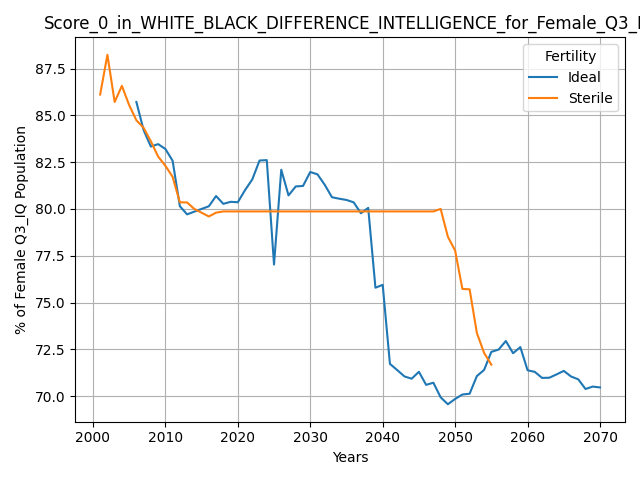 Score_0_in_WHITE_BLACK_DIFFERENCE_INTELLIGENCE_for_Female_Q3_I
Fertility
Ideal
Sterile
% of Female Q3_IQ Population
87.5
85.0
82.5
80.0
77.5
75.0
72.5
70.0
2000 2010 2020 2030 2040 2050 2060 2070
Years